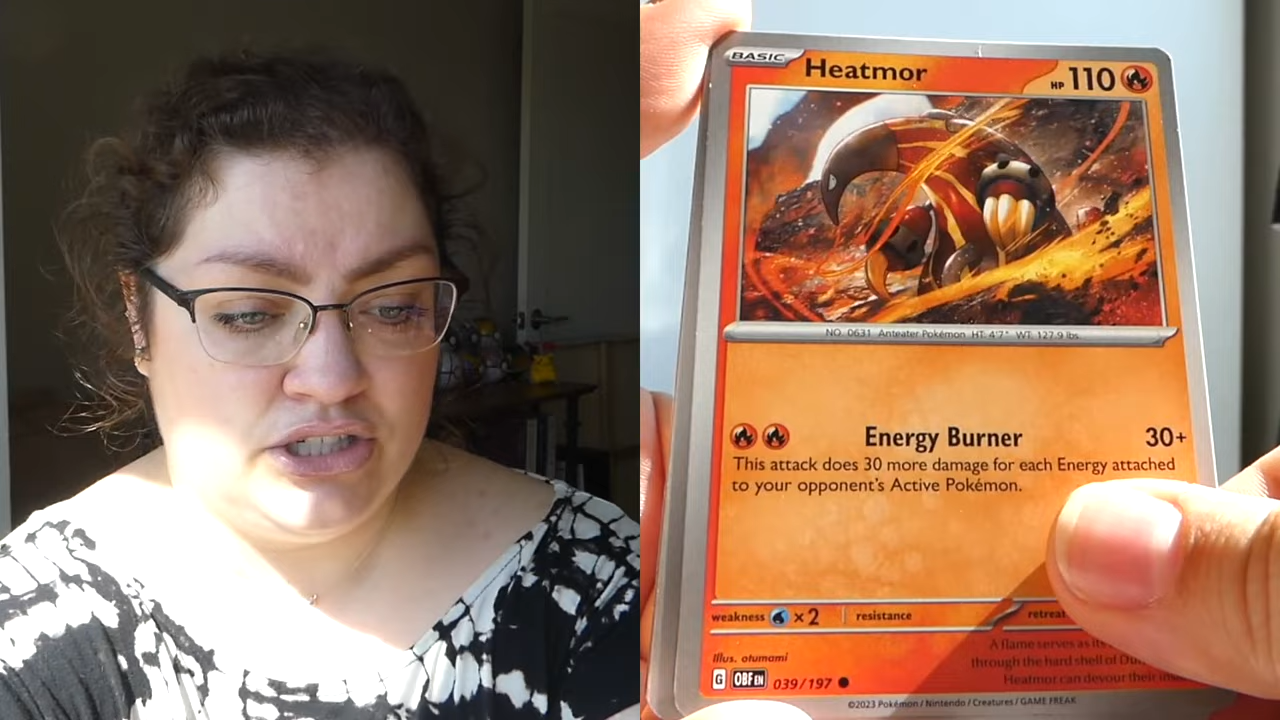 BASIC Heatmor HP 110
NO. 0631 Anteater Pokémon HT: 4'7" WT: 127.9 lbs.
Energy Burner 30+
This attack does 30 more damage for each Energy attached
to your opponent's Active Pokémon.
weakness ×2 resistance retreat
A flame serves as its
through the hard shell of
Heatmor can devour their
Illus. otumami
G OBF EN 039/197
©2023 Pokémon / Nintendo / Creatures / GAME FREAK